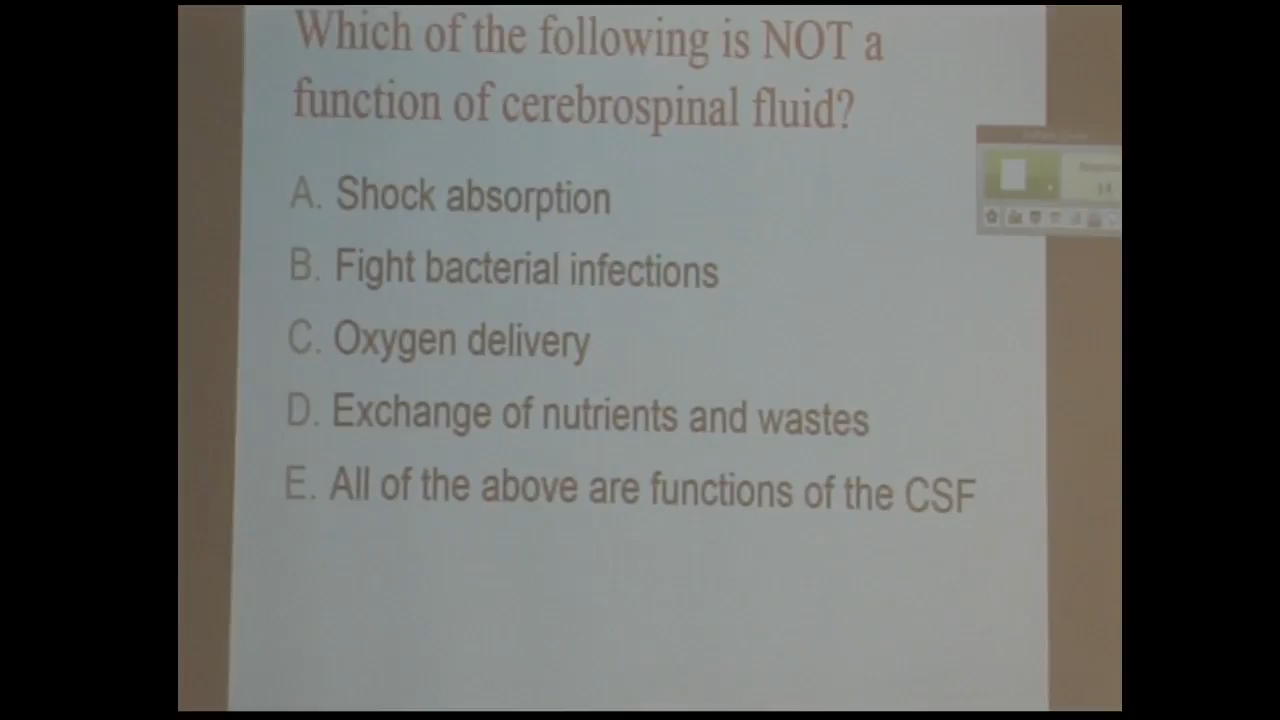 Which of the following is NOT a
function of cerebrospinal fluid?
A. Shock absorption
B. Fight bacterial infections
C. Oxygen delivery
D. Exchange of nutrients and wastes
E. All of the above are functions of the CSF